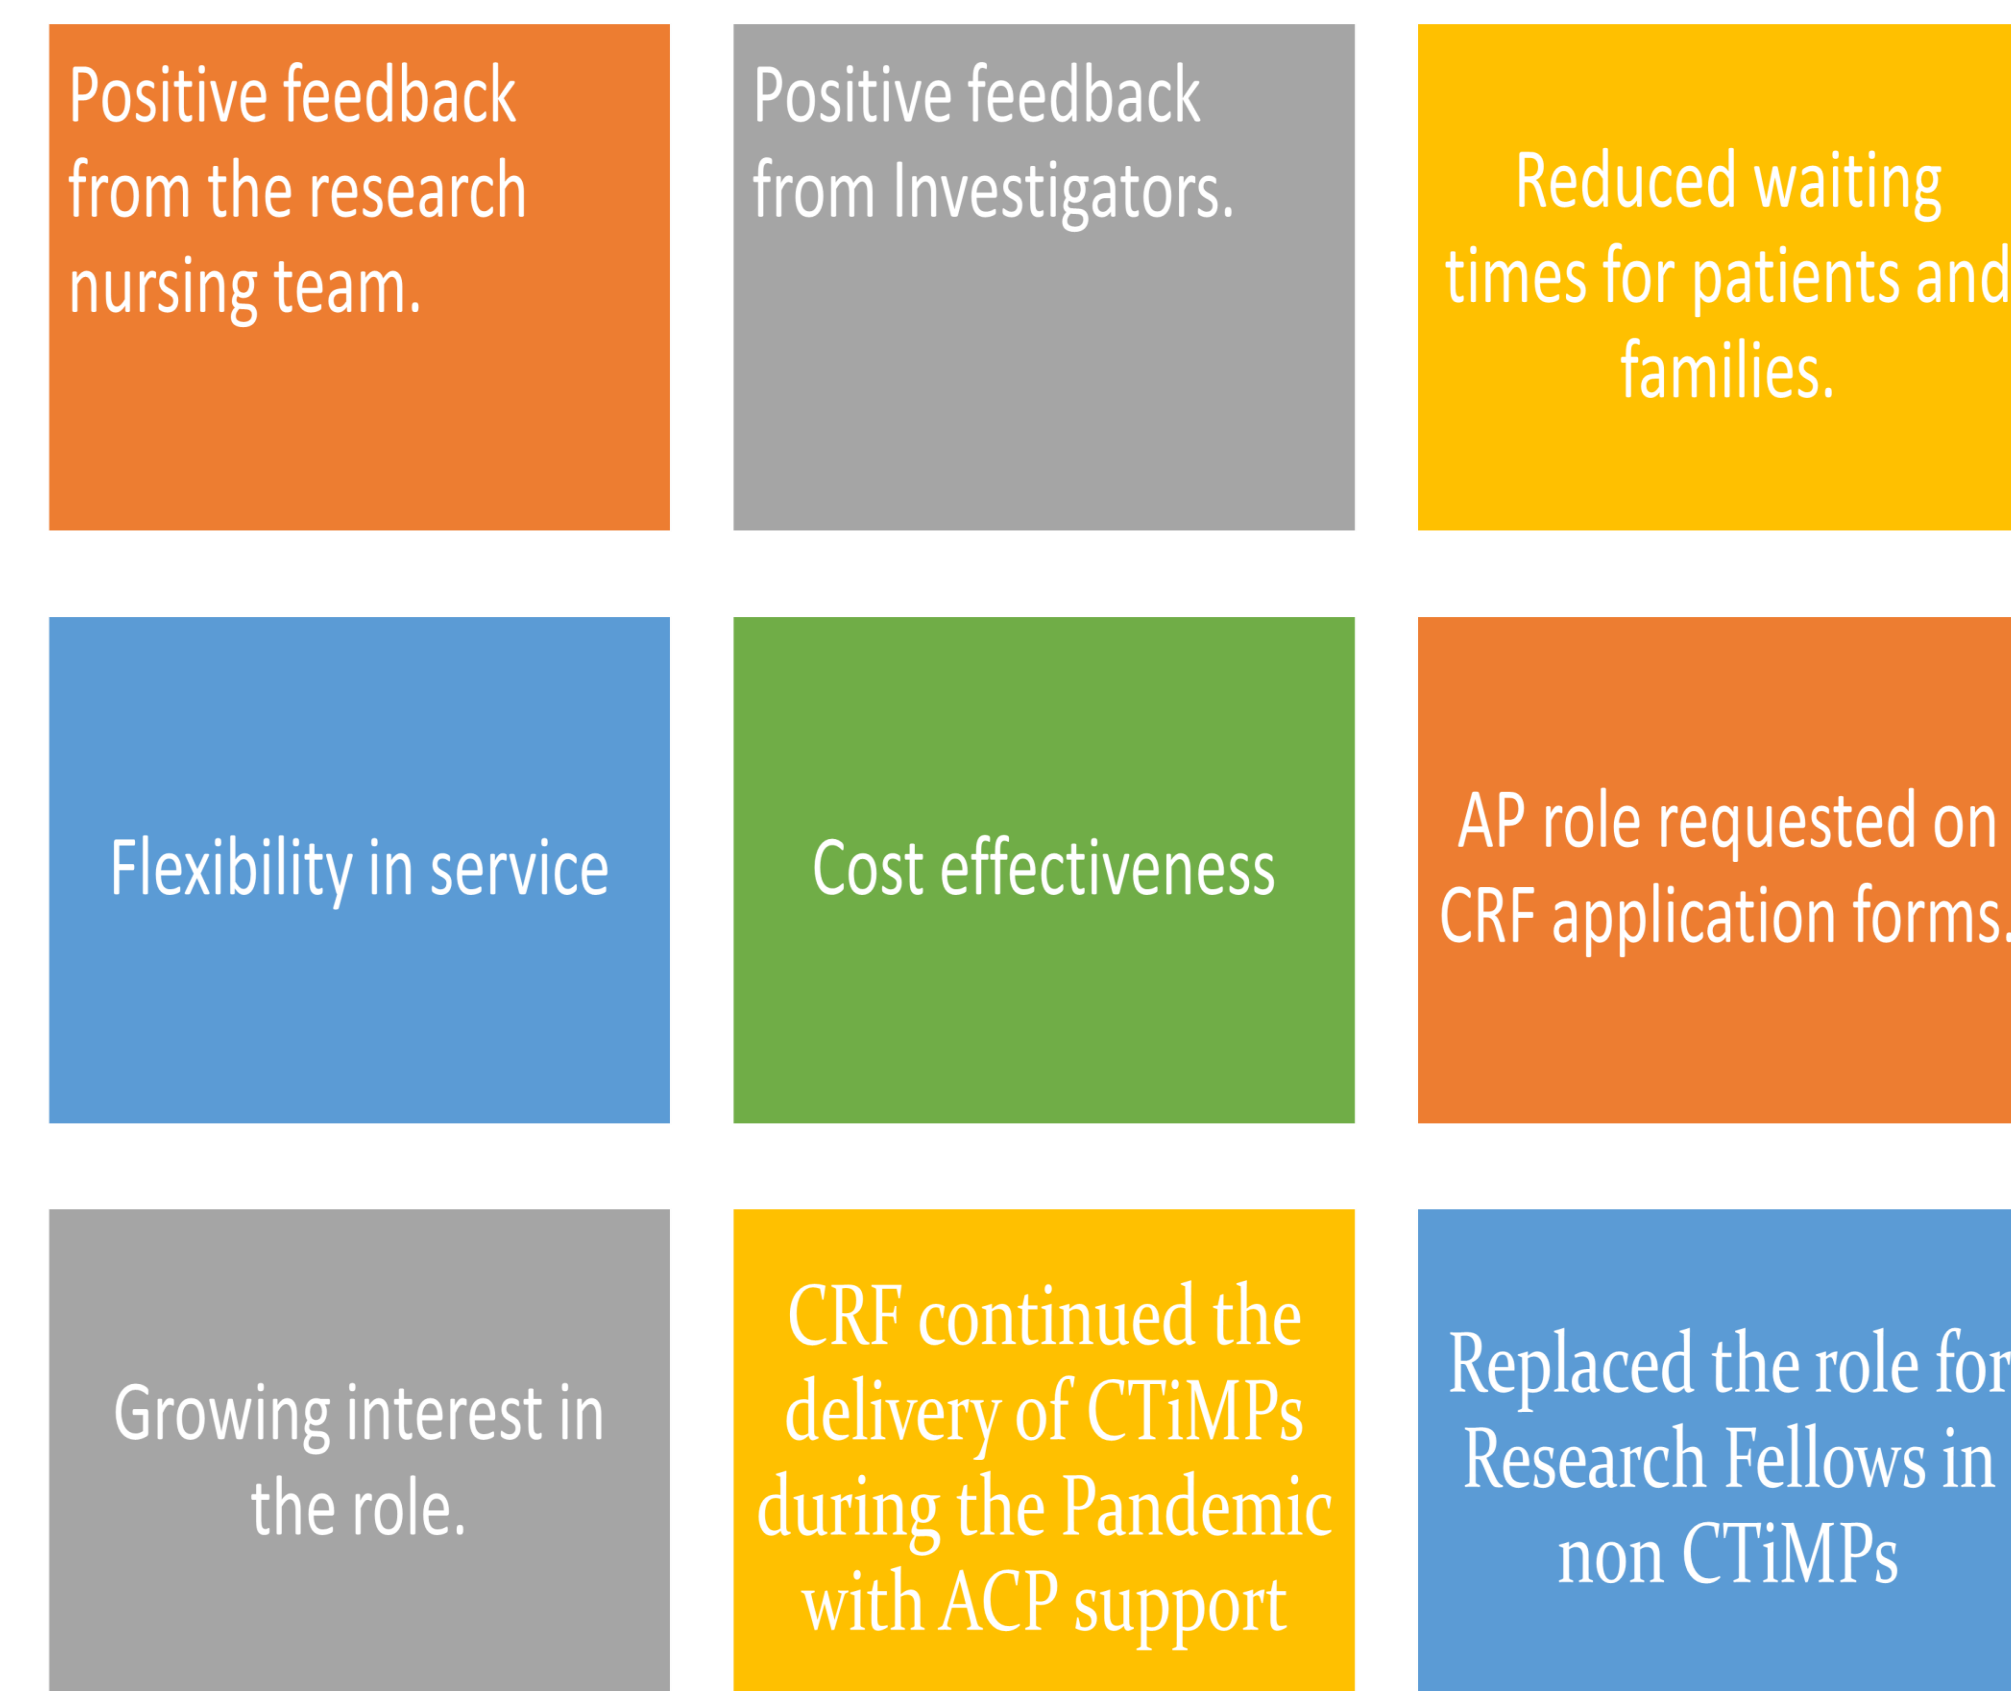 Positive feedback
from the research
nursing team.
Positive feedback
from Investigators.
Reduced waiting
times for patients and
families.
Flexibility in service
Cost effectiveness
AP role requested on
CRF application forms.
Growing interest in
the role.
CRF continued the
delivery of CTiMPs
during the Pandemic
with ACP support
Replaced the role for
Research Fellows in
non CTiMPs